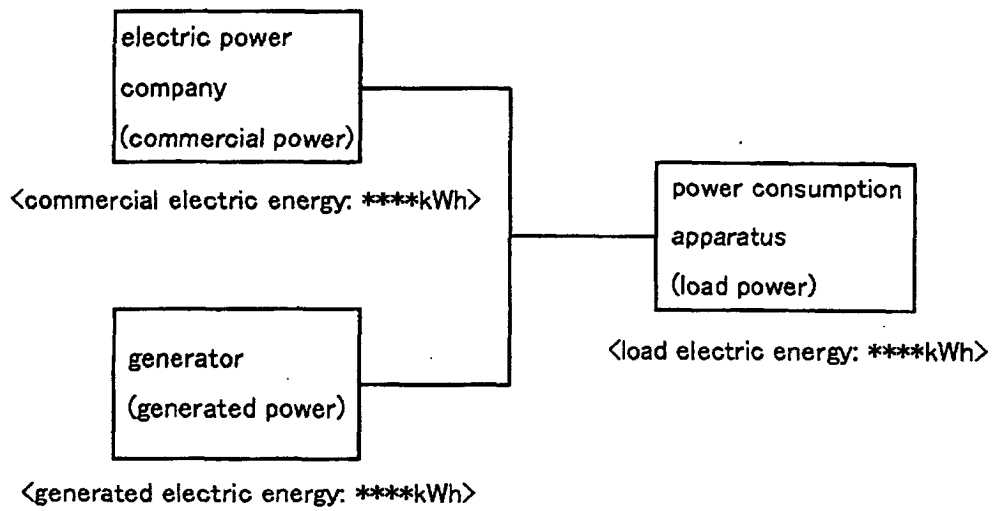 electric power
company
(commercial power)
<commercial electric energy: ****kWh>
power consumption
apparatus
(load power)
<load electric energy: ****kWh>
generator
(generated power)
<generated electric energy: ****kWh>